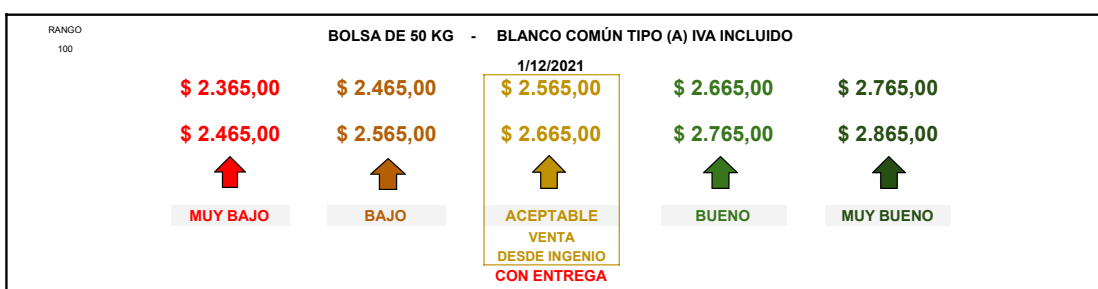 RANGO
100
BOLSA DE 50 KG - BLANCO COMÚN TIPO (A) IVA INCLUIDO
1/12/2021
$ 2.365,00 $ 2.465,00 $ 2.565,00 $ 2.665,00 $ 2.765,00
$ 2.465,00 $ 2.565,00 $ 2.665,00 $ 2.765,00 $ 2.865,00
MUY BAJO BAJO ACEPTABLE BUENO MUY BUENO
VENTA
DESDE INGENIO
CON ENTREGA